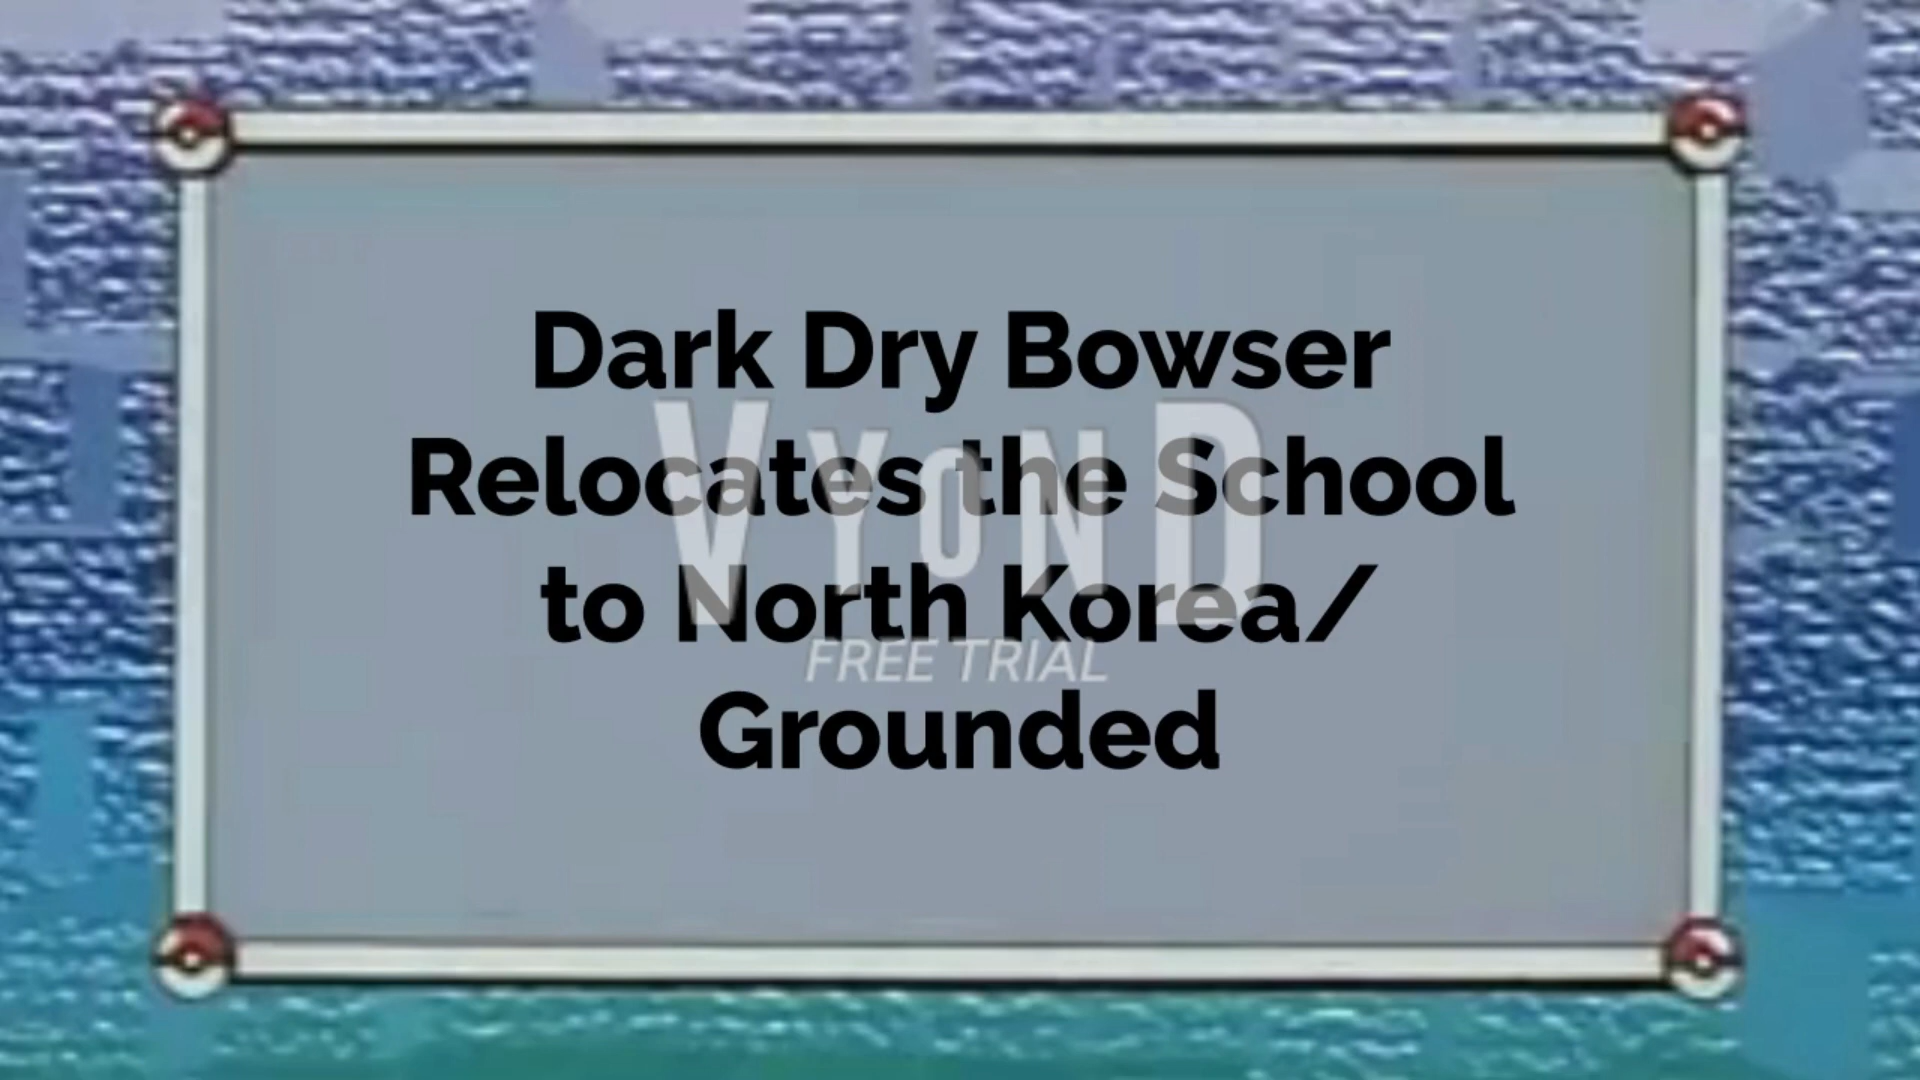 Dark Dry Bowser
Relocates the School
to North Korea/
Grounded
VYOND
FREE TRIAL